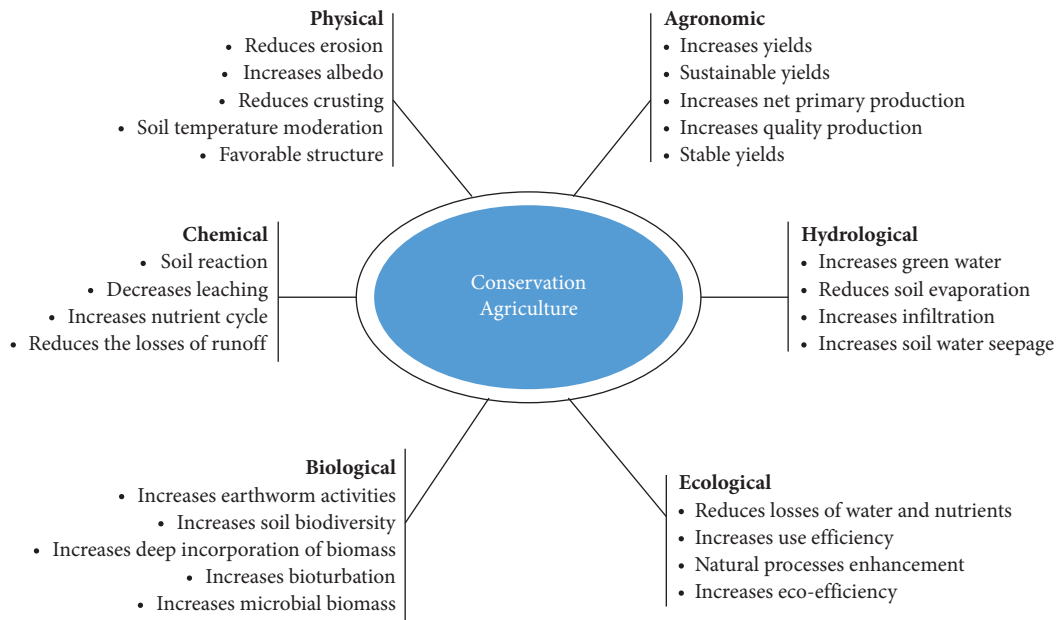 Physical
• Reduces erosion
• Increases albedo
• Reduces crusting
• Soil temperature moderation
• Favorable structure
Agronomic
• Increases yields
• Sustainable yields
• Increases net primary production
• Increases quality production
• Stable yields
Chemical
• Soil reaction
• Decreases leaching
• Increases nutrient cycle
• Reduces the losses of runoff
Conservation
Agriculture
Hydrological
• Increases green water
• Reduces soil evaporation
• Increases infiltration
• Increases soil water seepage
Biological
• Increases earthworm activities
• Increases soil biodiversity
• Increases deep incorporation of biomass
• Increases bioturbation
• Increases microbial biomass
Ecological
• Reduces losses of water and nutrients
• Increases use efficiency
• Natural processes enhancement
• Increases eco-efficiency